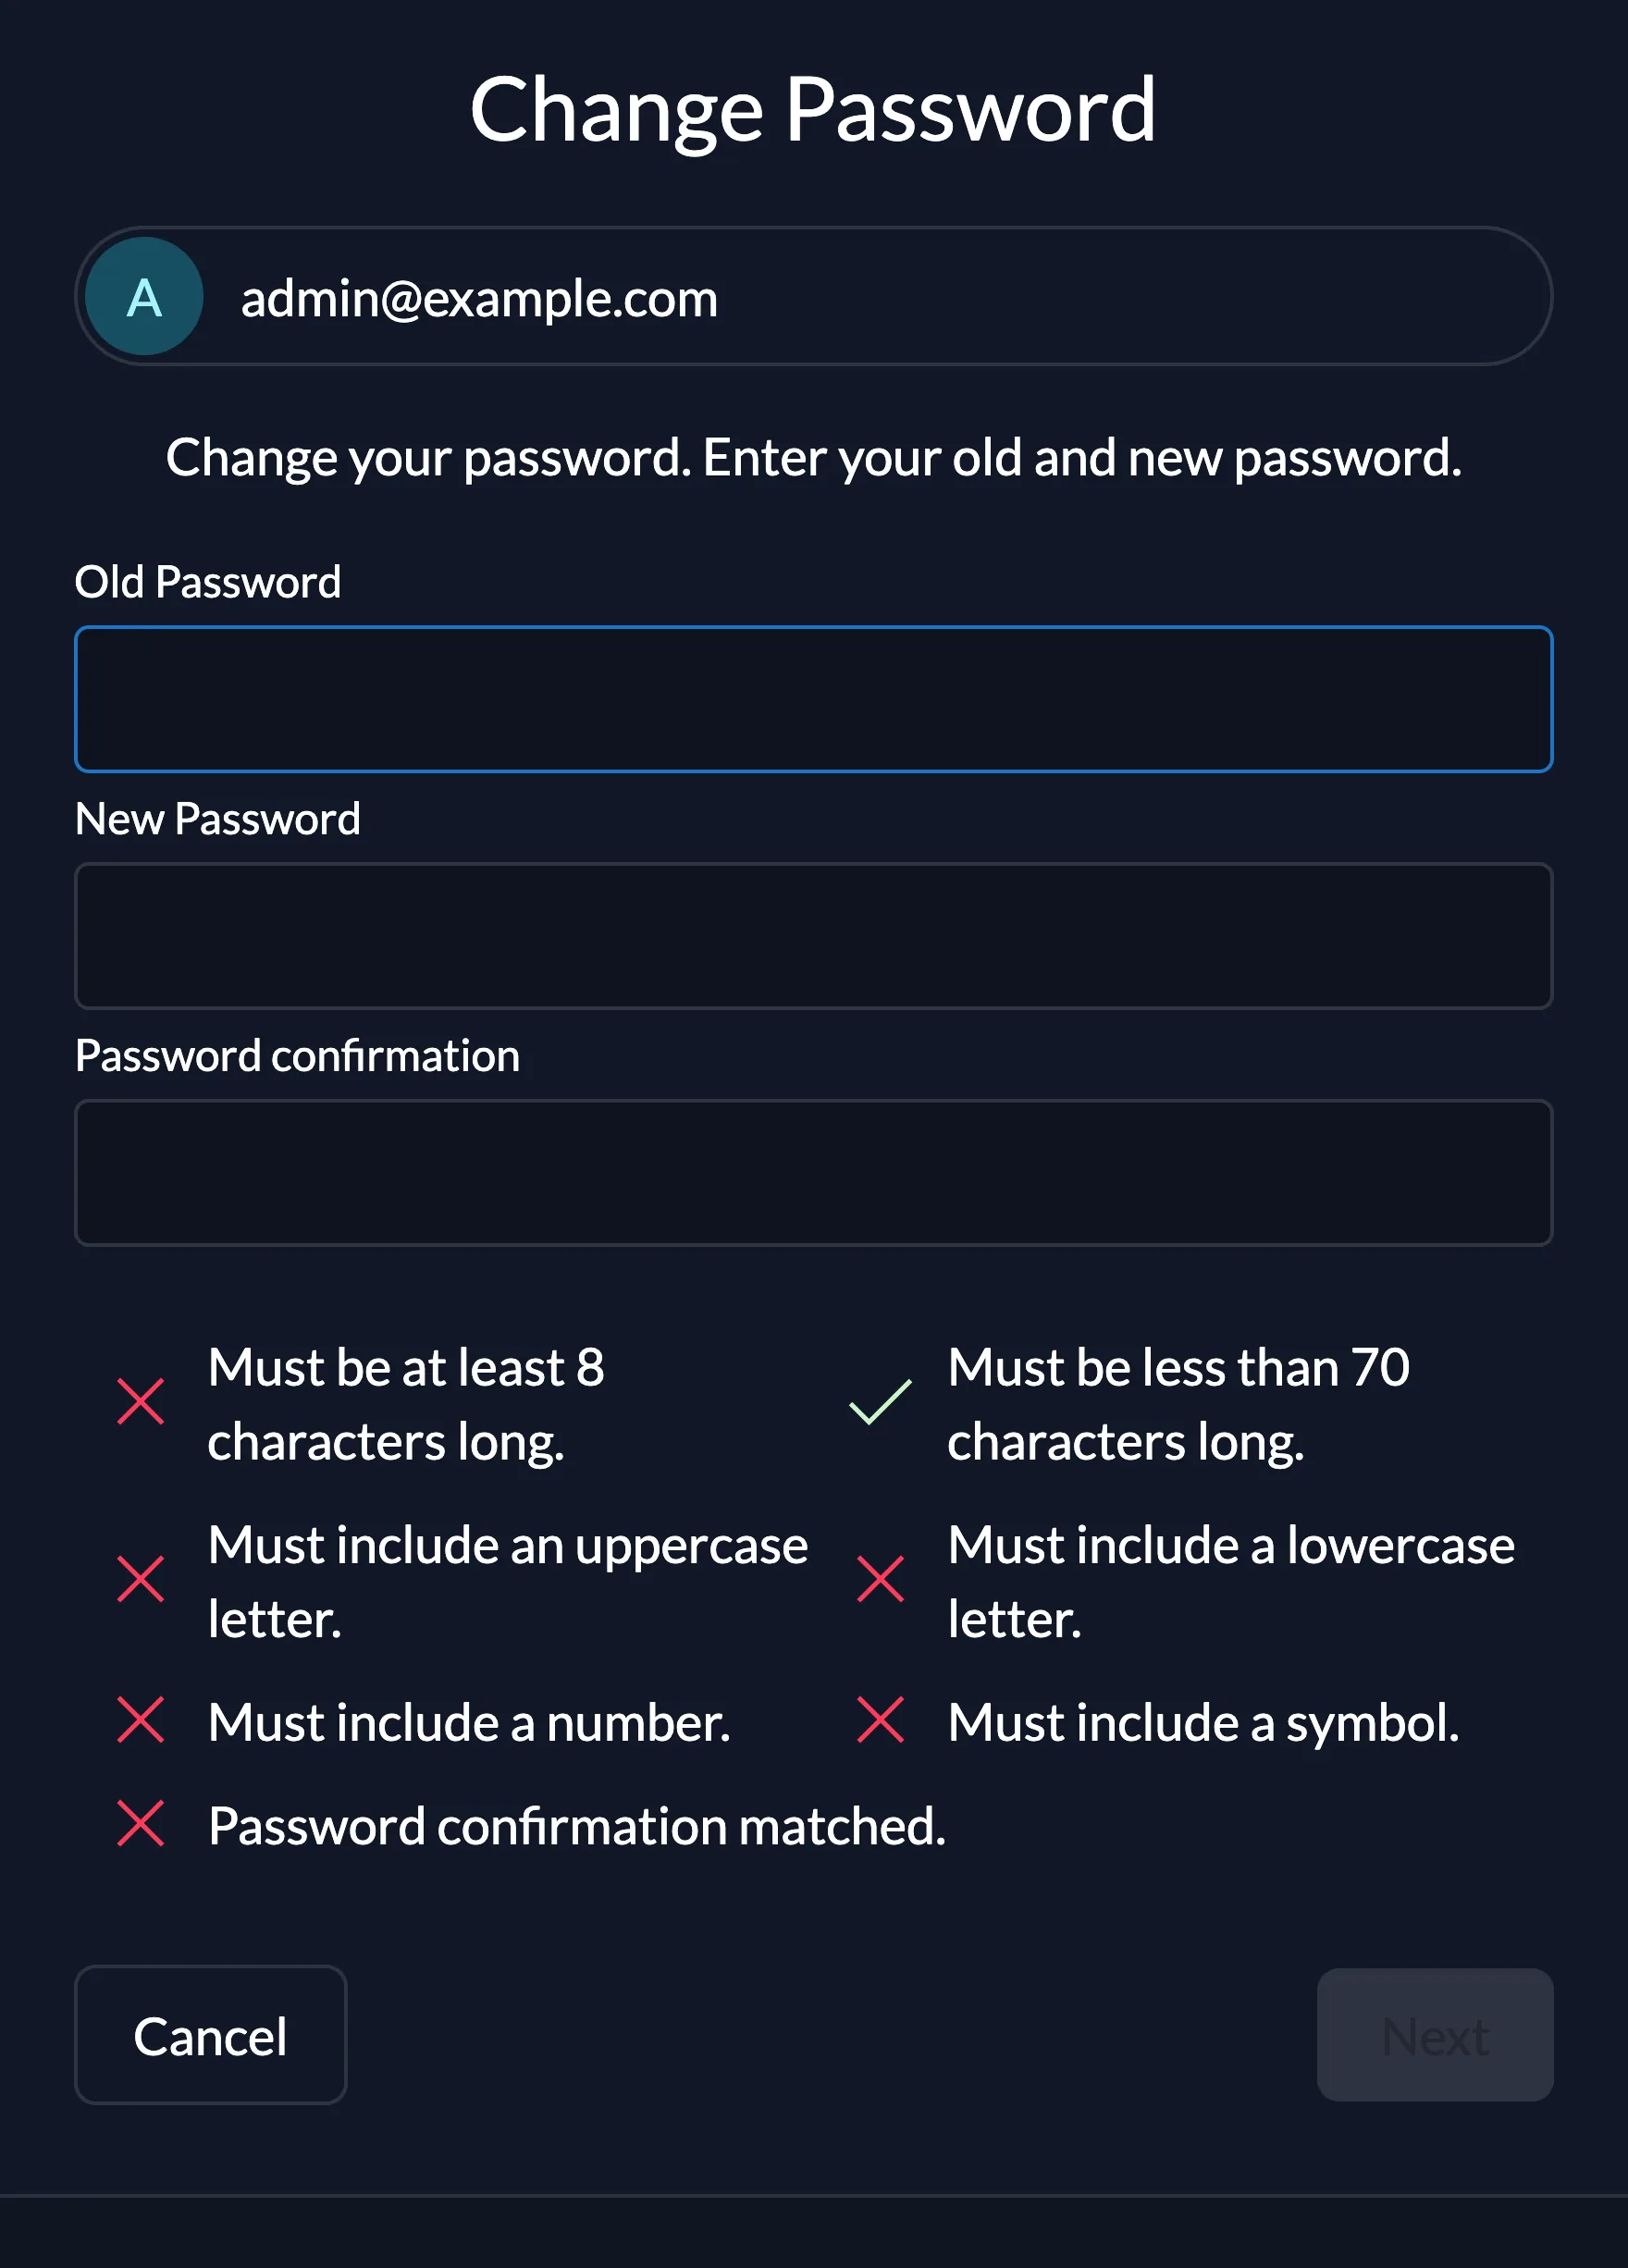 Change Password
A
admin@example.com
Change your password. Enter your old and new password.
Old Password
New Password
Password confirmation
Must be at least 8
characters long.
Must be less than 70
characters long.
Must include an uppercase
letter.
Must include a lowercase
letter.
Must include a number.
Must include a symbol.
Password confirmation matched.
Cancel
Next